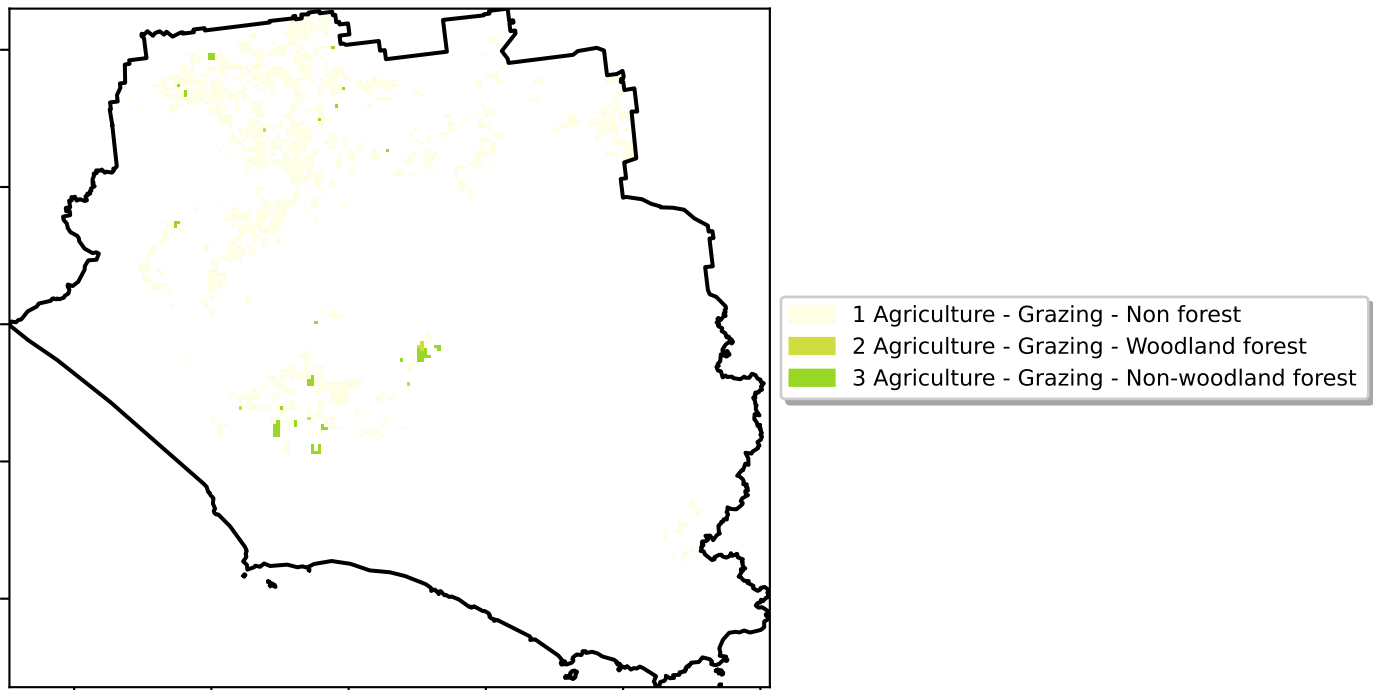 1 Agriculture - Grazing - Non forest
2 Agriculture - Grazing - Woodland forest
3 Agriculture - Grazing - Non-woodland forest